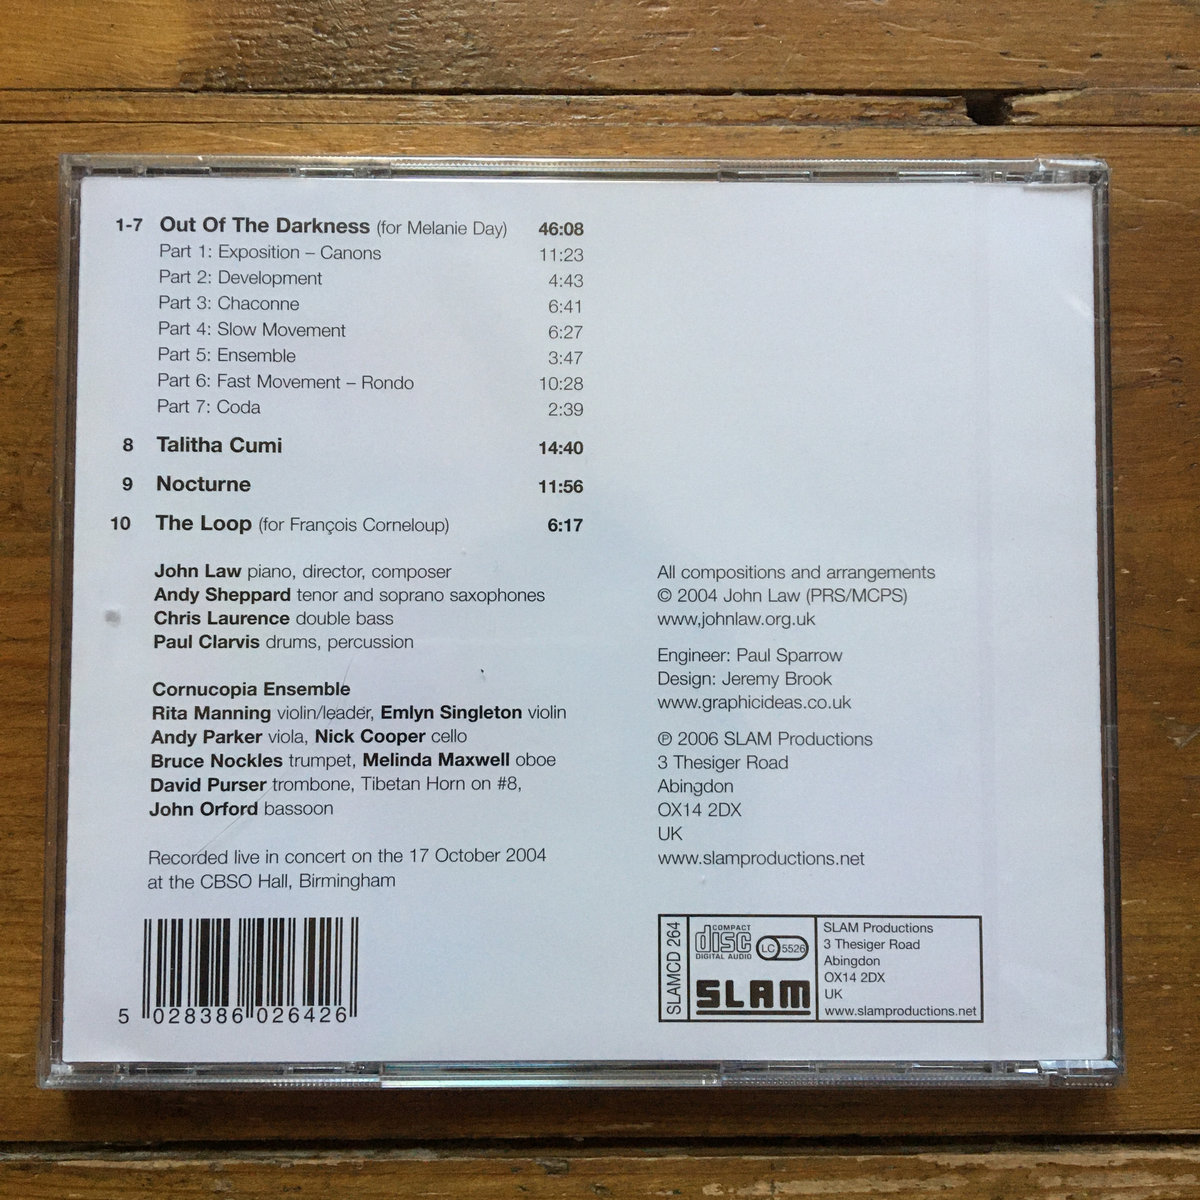 1-7 Out Of The Darkness (for Melanie Day) 46:08
Part 1: Exposition – Canons 11:23
Part 2: Development 4:43
Part 3: Chaconne 6:41
Part 4: Slow Movement 6:27
Part 5: Ensemble 3:47
Part 6: Fast Movement – Rondo 10:28
Part 7: Coda 2:39
8 Talitha Cumi 14:40
9 Nocturne 11:56
10 The Loop (for François Corneloup) 6:17
John Law piano, director, composer
Andy Sheppard tenor and soprano saxophones
Chris Laurence double bass
Paul Clarvis drums, percussion
Cornucopia Ensemble
Rita Manning violin/leader, Emlyn Singleton violin
Andy Parker viola, Nick Cooper cello
Bruce Nockles trumpet, Melinda Maxwell oboe
David Purser trombone, Tibetan Horn on #8,
John Orford bassoon
Recorded live in concert on the 17 October 2004
at the CBSO Hall, Birmingham
5 028386 026426
All compositions and arrangements
© 2004 John Law (PRS/MCPS)
www,johnlaw.org.uk
Engineer: Paul Sparrow
Design: Jeremy Brook
www.graphicideas.co.uk
℗ 2006 SLAM Productions
3 Thesiger Road
Abingdon
OX14 2DX
UK
www.slamproductions.net
SLAMCD 264
COMPACT
disc
DIGITAL AUDIO
LC 5526
SLAM
SLAM Productions
3 Thesiger Road
Abingdon
OX14 2DX
UK
www.slamproductions.net